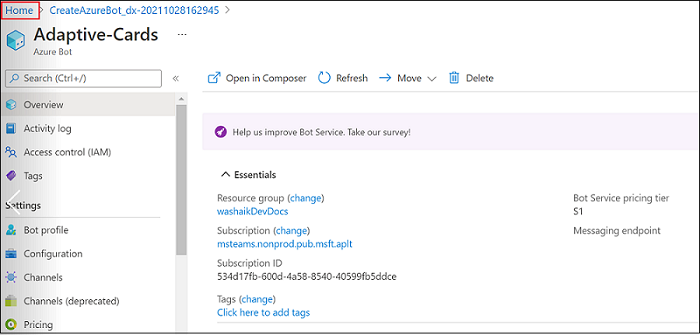 Home > CreateAzureBot_dx-20211028162945 >
Adaptive-Cards ...
Azure Bot
Search (Ctrl+/) «
Open in Composer Refresh Move Delete
Overview
Activity log
Access control (IAM)
Tags
Settings
Bot profile
Configuration
Channels
Channels (deprecated)
Pricing
Help us improve Bot Service. Take our survey!
Essentials
Resource group (change)
washaikDevDocs
Subscription (change)
msteams.nonprod.pub.msft.aplt
Subscription ID
534d17fb-600d-4a58-8540-40599fb5ddce
Tags (change)
Click here to add tags
Bot Service pricing tier
S1
Messaging endpoint